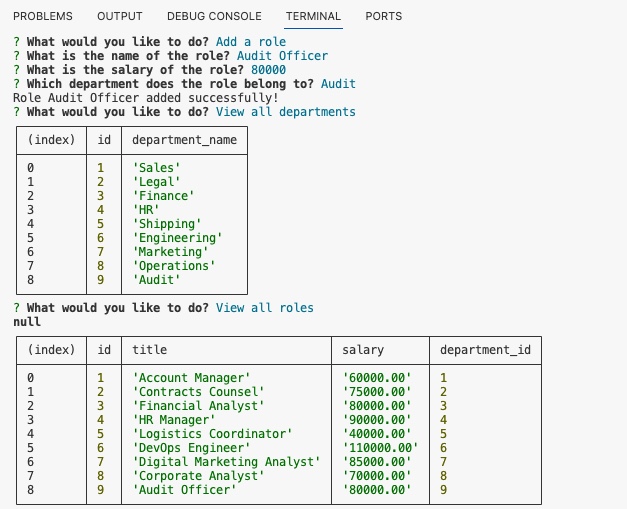 PROBLEMS OUTPUT DEBUG CONSOLE TERMINAL PORTS
? What would you like to do? Add a role
? What is the name of the role? Audit Officer
? What is the salary of the role? 80000
? Which department does the role belong to? Audit
Role Audit Officer added successfully!
? What would you like to do? View all departments
(index) id department_name
0 1 'Sales'
1 2 'Legal'
2 3 'Finance'
3 4 'HR'
4 5 'Shipping'
5 6 'Engineering'
6 7 'Marketing'
7 8 'Operations'
8 9 'Audit'
? What would you like to do? View all roles
null
(index) id title salary department_id
0 1 'Account Manager' '60000.00' 1
1 2 'Contracts Counsel' '75000.00' 2
2 3 'Financial Analyst' '80000.00' 3
3 4 'HR Manager' '90000.00' 4
4 5 'Logistics Coordinator' '40000.00' 5
5 6 'DevOps Engineer' '110000.00' 6
6 7 'Digital Marketing Analyst' '85000.00' 7
7 8 'Corporate Analyst' '70000.00' 8
8 9 'Audit Officer' '80000.00' 9